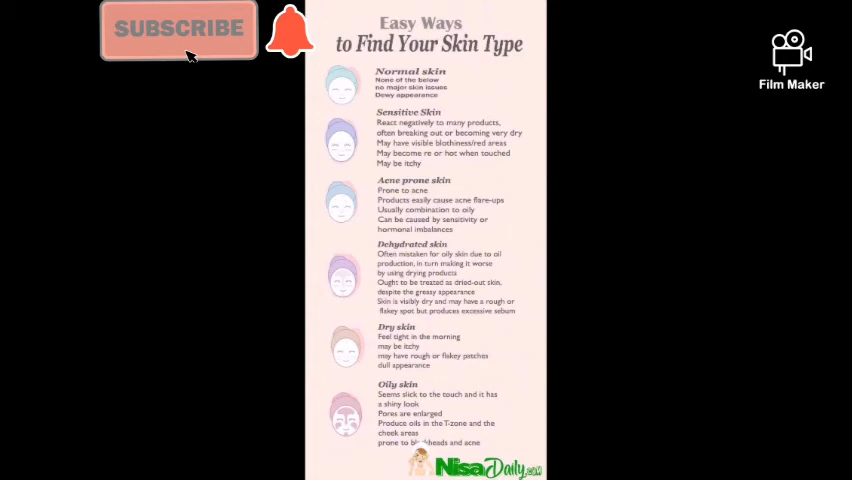 SUBSCRIBE
Film Maker
Easy Ways
to Find Your Skin Type
Normal skin
None of the below
no major skin issues
Dewy appearance
Sensitive Skin
React negatively to many products,
often breaking out or becoming very dry
May have visible blothiness/red areas
May become re or hot when touched
May be itchy
Acne prone skin
Prone to acne
Products easily cause acne flare-ups
Usually combination to oily
Can be caused by sensitivity or
hormonal imbalances
Dehydrated skin
Often mistaken for oily skin due to oil
production, in turn making it worse
by using drying products
Ought to be treated as dried-out skin,
despite the greasy appearance
Skin is visibly dry and may have a rough or
flakey spot but produces excessive sebum
Dry skin
Feel tight in the morning
may be itchy
may have rough or flakey patches
dull appearance
Oily skin
Seems slick to the touch and it has
a shiny look
Pores are enlarged
Produce oils in the T-zone and the
cheek areas
prone to and acne
NisaDaily.com